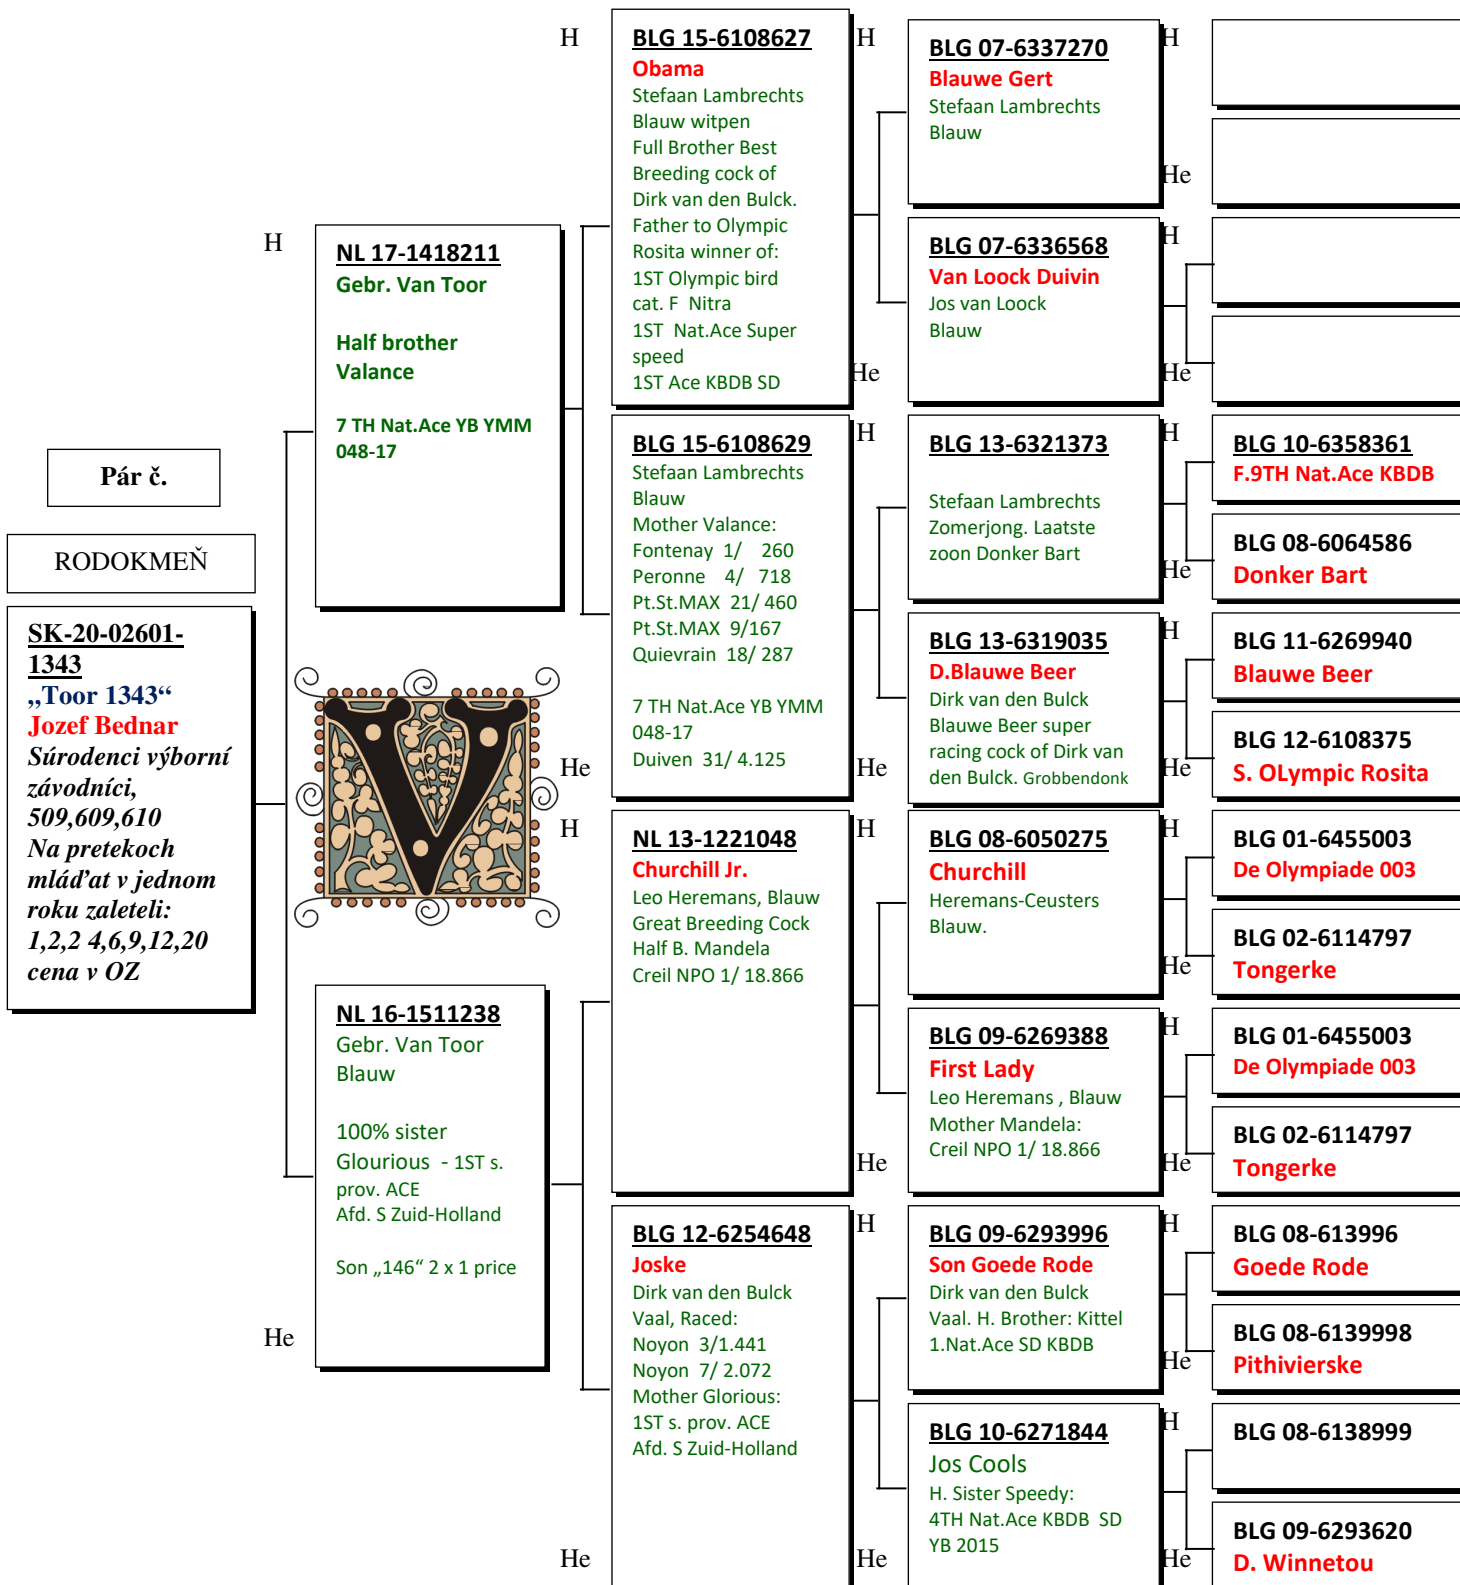 Pár č.
RODOKMEŇ
SK-20-02601-
1343
„Toor 1343“
Jozef Bednar
Súrodenci výborní
závodníci,
509,609,610
Na pretekoch
mláďat v jednom
roku zaleteli:
1,2,2 4,6,9,12,20
cena v OZ
H
NL 17-1418211
Gebr. Van Toor
Half brother
Valance
7 TH Nat.Ace YB YMM
048-17
V
He
NL 16-1511238
Gebr. Van Toor
Blauw
100% sister
Glourious - 1ST s.
prov. ACE
Afd. S Zuid-Holland
Son „146“ 2 x 1 price
H
BLG 15-6108627
Obama
Stefaan Lambrechts
Blauw witpen
Full Brother Best
Breeding cock of
Dirk van den Bulck.
Father to Olympic
Rosita winner of:
1ST Olympic bird
cat. F Nitra
1ST Nat.Ace Super
speed
1ST Ace KBDB SD
He
BLG 15-6108629
Stefaan Lambrechts
Blauw
Mother Valance:
Fontenay 1/ 260
Peronne 4/ 718
Pt.St.MAX 21/ 460
Pt.St.MAX 9/167
Quievrain 18/ 287
7 TH Nat.Ace YB YMM
048-17
Duiven 31/ 4.125
H
NL 13-1221048
Churchill Jr.
Leo Heremans, Blauw
Great Breeding Cock
Half B. Mandela
Creil NPO 1/ 18.866
He
BLG 12-6254648
Joske
Dirk van den Bulck
Vaal, Raced:
Noyon 3/1.441
Noyon 7/ 2.072
Mother Glorious:
1ST s. prov. ACE
Afd. S Zuid-Holland
H
BLG 07-6337270
Blauwe Gert
Stefaan Lambrechts
Blauw
He
BLG 07-6336568
Van Loock Duivin
Jos van Loock
Blauw
H
BLG 13-6321373
Stefaan Lambrechts
Zomerjong. Laatste
zoon Donker Bart
He
BLG 13-6319035
D.Blauwe Beer
Dirk van den Bulck
Blauwe Beer super
racing cock of Dirk van
den Bulck. Grobbendonk
H
BLG 08-6050275
Churchill
Heremans-Ceusters
Blauw.
He
BLG 09-6269388
First Lady
Leo Heremans , Blauw
Mother Mandela:
Creil NPO 1/ 18.866
H
BLG 09-6293996
Son Goede Rode
Dirk van den Bulck
Vaal. H. Brother: Kittel
1.Nat.Ace SD KBDB
He
BLG 10-6271844
Jos Cools
H. Sister Speedy:
4TH Nat.Ace KBDB SD
YB 2015
H
He
H
He
H
BLG 10-6358361
F.9TH Nat.Ace KBDB
He
BLG 08-6064586
Donker Bart
H
BLG 11-6269940
Blauwe Beer
He
BLG 12-6108375
S. OLympic Rosita
H
BLG 01-6455003
De Olympiade 003
He
BLG 02-6114797
Tongerke
H
BLG 01-6455003
De Olympiade 003
He
BLG 02-6114797
Tongerke
H
BLG 08-613996
Goede Rode
He
BLG 08-6139998
Pithivierske
H
BLG 08-6138999
He
BLG 09-6293620
D. Winnetou